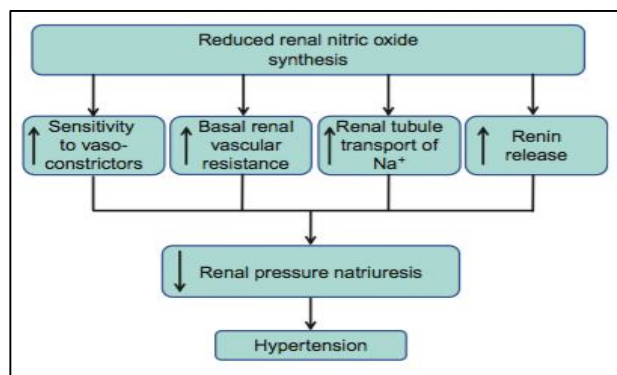 Reduced renal nitric oxide
synthesis
Sensitivity
to vaso-
constrictors
Basal renal
vascular
resistance
Renal tubule
transport of
Na⁺
Renin
release
Renal pressure natriuresis
Hypertension